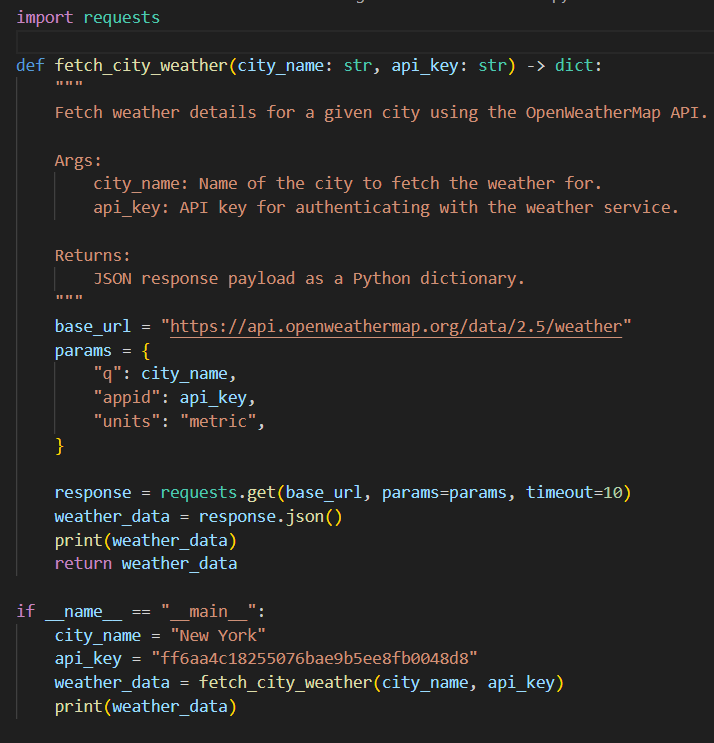 import requests

def fetch_city_weather(city_name: str, api_key: str) -> dict:
    """
    Fetch weather details for a given city using the OpenWeatherMap API.

    Args:
        city_name: Name of the city to fetch the weather for.
        api_key: API key for authenticating with the weather service.

    Returns:
        JSON response payload as a Python dictionary.
    """
    base_url = "https://api.openweathermap.org/data/2.5/weather"
    params = {
        "q": city_name,
        "appid": api_key,
        "units": "metric",
    }

    response = requests.get(base_url, params=params, timeout=10)
    weather_data = response.json()
    print(weather_data)
    return weather_data

if __name__ == "__main__":
    city_name = "New York"
    api_key = "ff6aa4c18255076bae9b5ee8fb0048d8"
    weather_data = fetch_city_weather(city_name, api_key)
    print(weather_data)